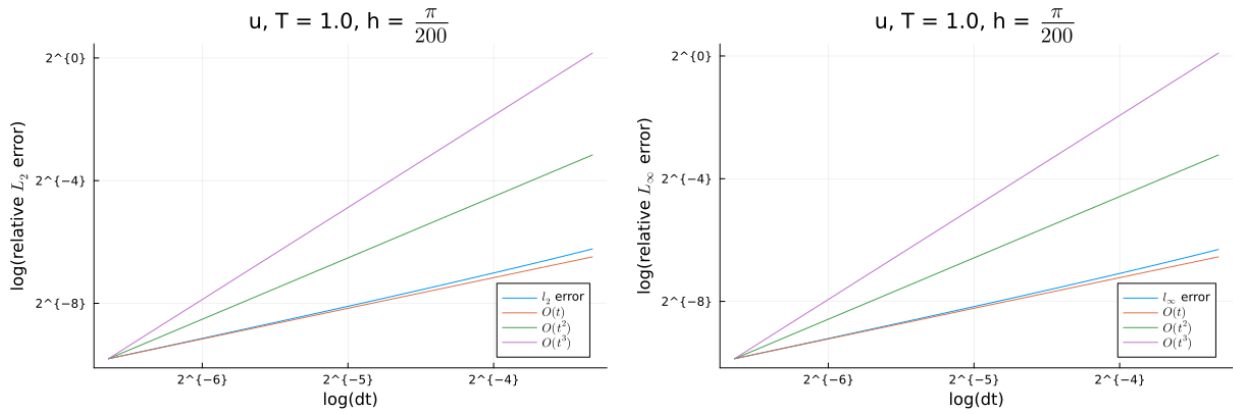 u, T = 1.0, h = π/200
log(relative L₂ error)
2^{0}
2^{−4}
2^{−8}
l₂ error
O(t)
O(t²)
O(t³)
2^{−6}
2^{−5}
2^{−4}
log(dt)
u, T = 1.0, h = π/200
log(relative L∞ error)
2^{0}
2^{−4}
2^{−8}
l∞ error
O(t)
O(t²)
O(t³)
2^{−6}
2^{−5}
2^{−4}
log(dt)